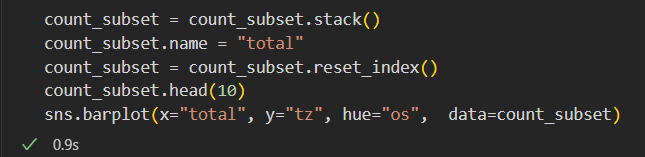 count_subset = count_subset.stack()
count_subset.name = "total"
count_subset = count_subset.reset_index()
count_subset.head(10)
sns.barplot(x="total", y="tz", hue="os",  data=count_subset)
0.9s